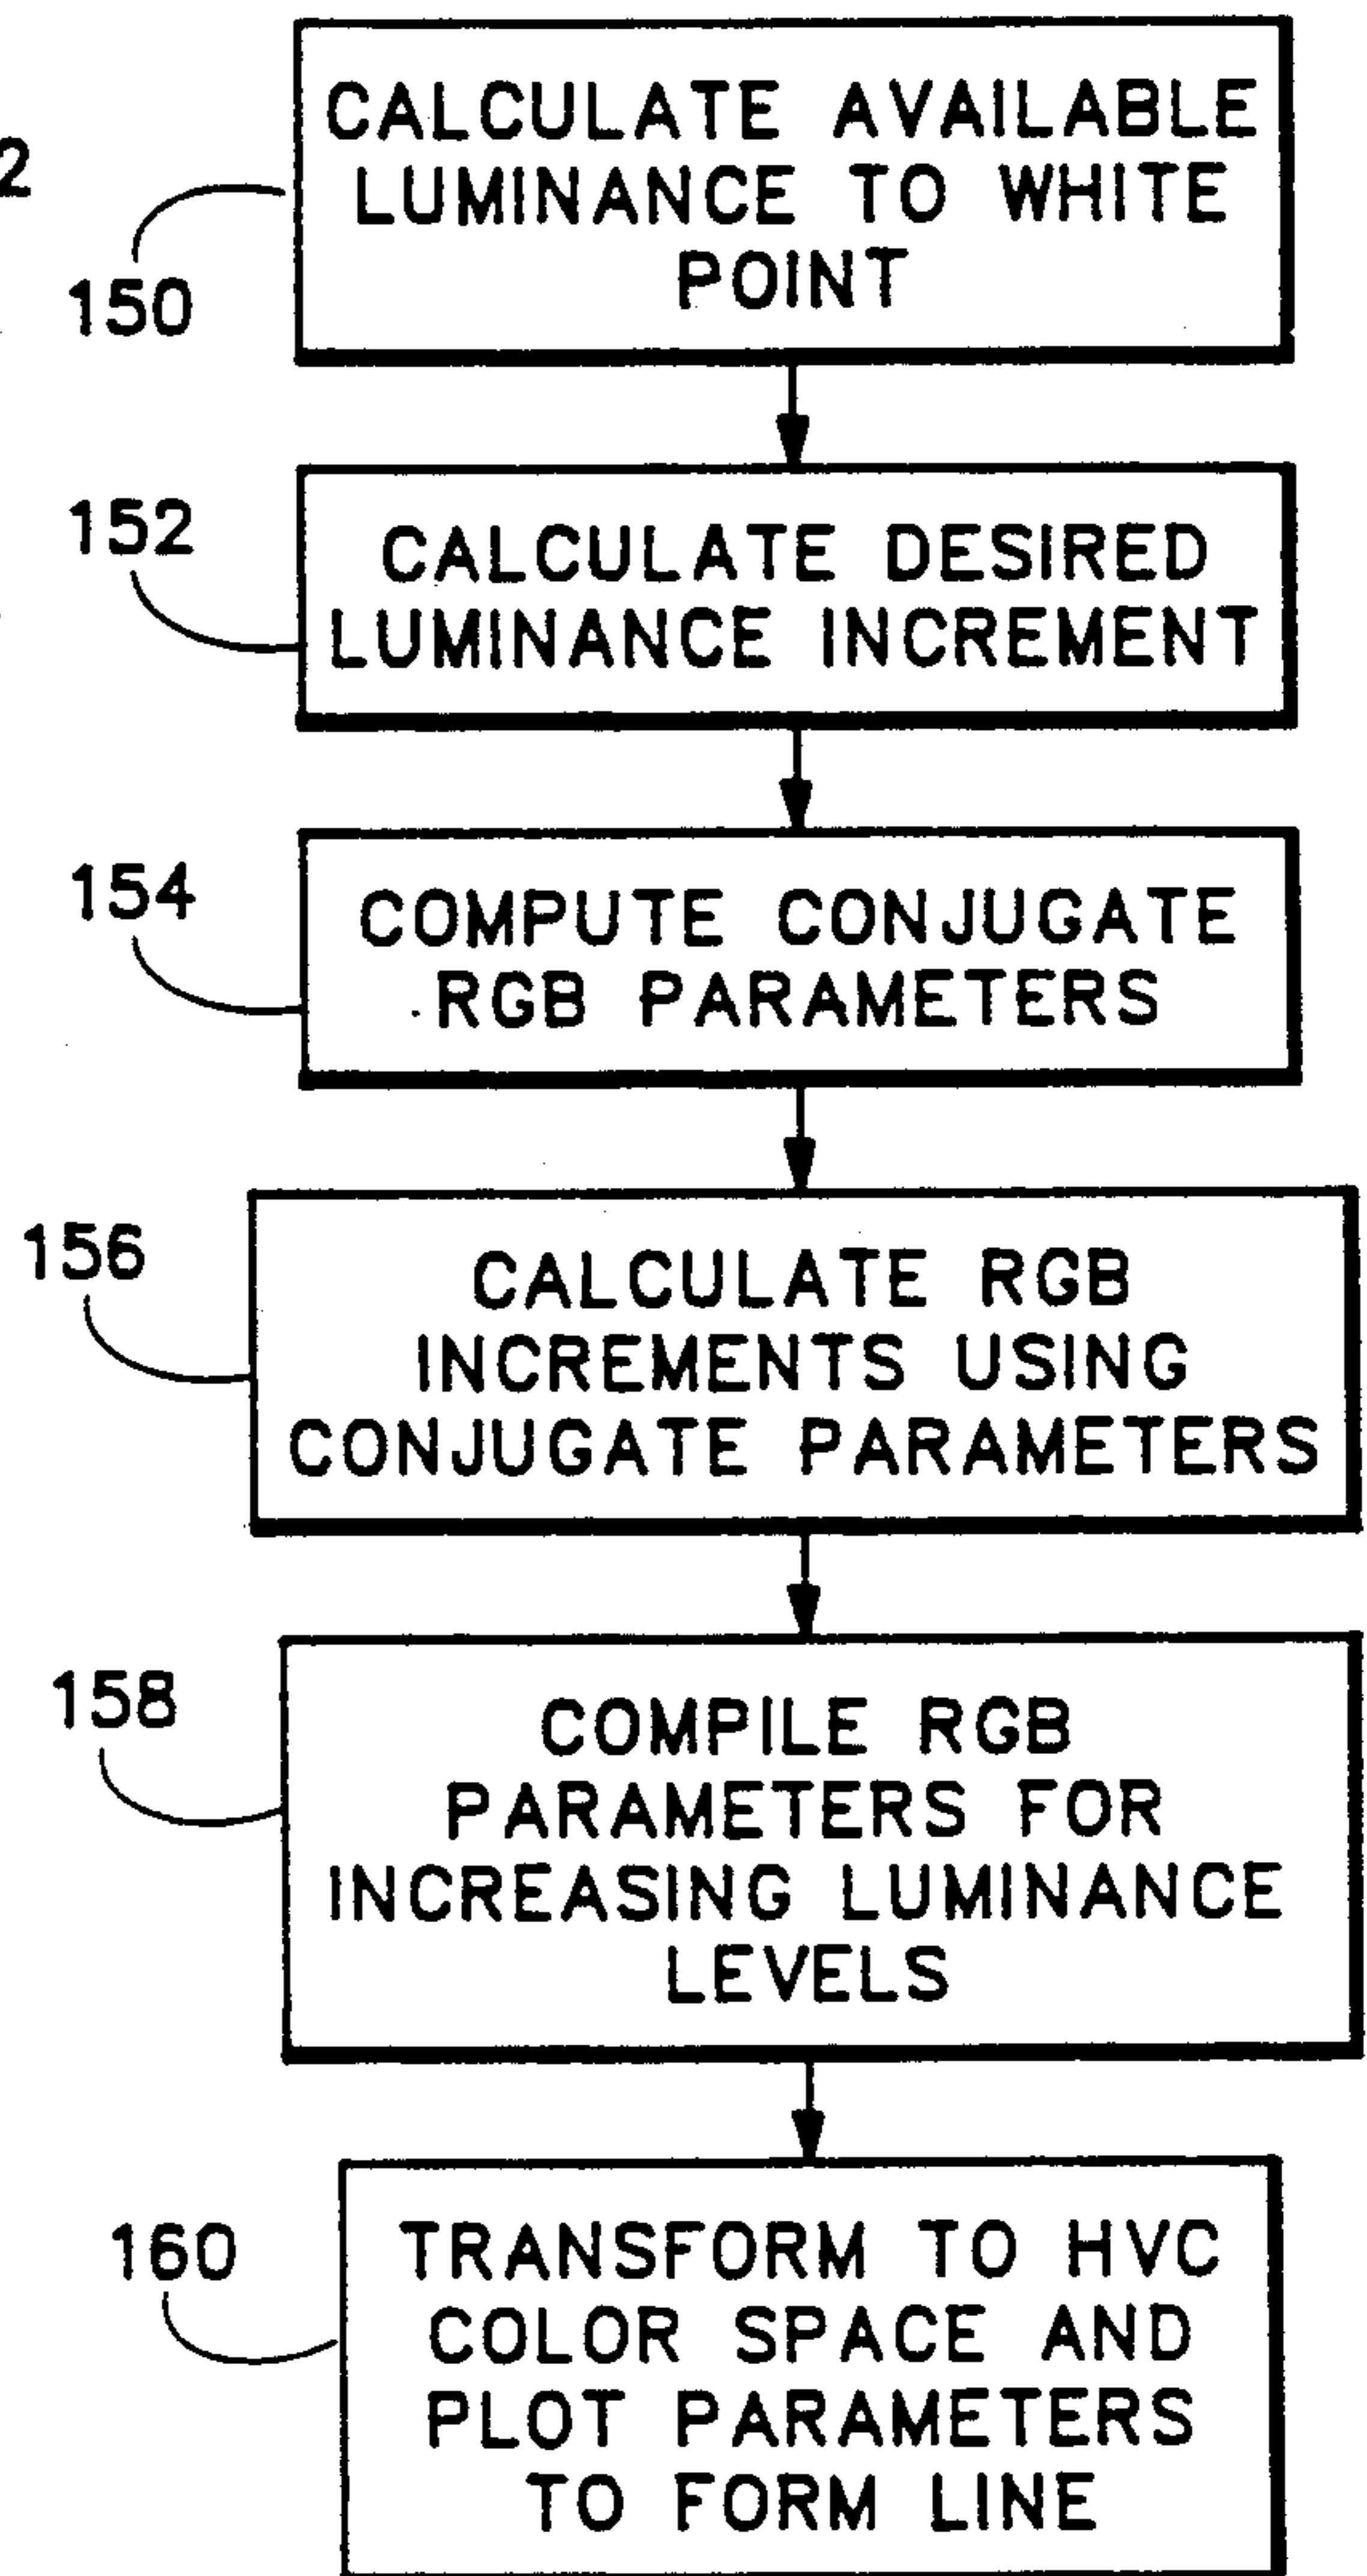 2
CALCULATE AVAILABLE
LUMINANCE TO WHITE
POINT
150
152
CALCULATE DESIRED
LUMINANCE INCREMENT
154
COMPUTE CONJUGATE
RGB PARAMETERS
156
CALCULATE RGB
INCREMENTS USING
CONJUGATE PARAMETERS
158
COMPILE RGB
PARAMETERS FOR
INCREASING LUMINANCE
LEVELS
160
TRANSFORM TO HVC
COLOR SPACE AND
PLOT PARAMETERS
TO FORM LINE